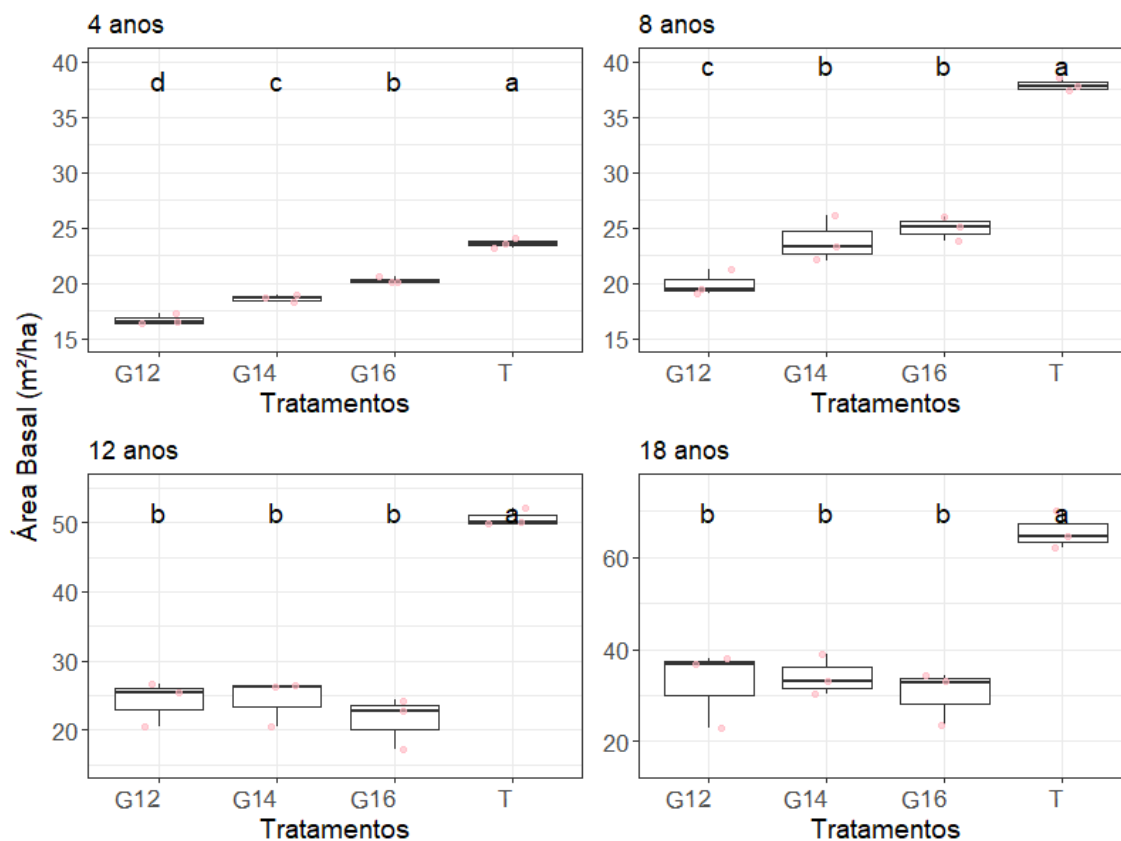 4 anos
8 anos
Área Basal (m²/ha)
40
35
30
25
20
15
d c b a
G12 G14 G16 T
Tratamentos
40
35
30
25
20
15
c b b a
G12 G14 G16 T
Tratamentos
12 anos
18 anos
50
40
30
20
b b b a
G12 G14 G16 T
Tratamentos
60
40
20
b b b a
G12 G14 G16 T
Tratamentos